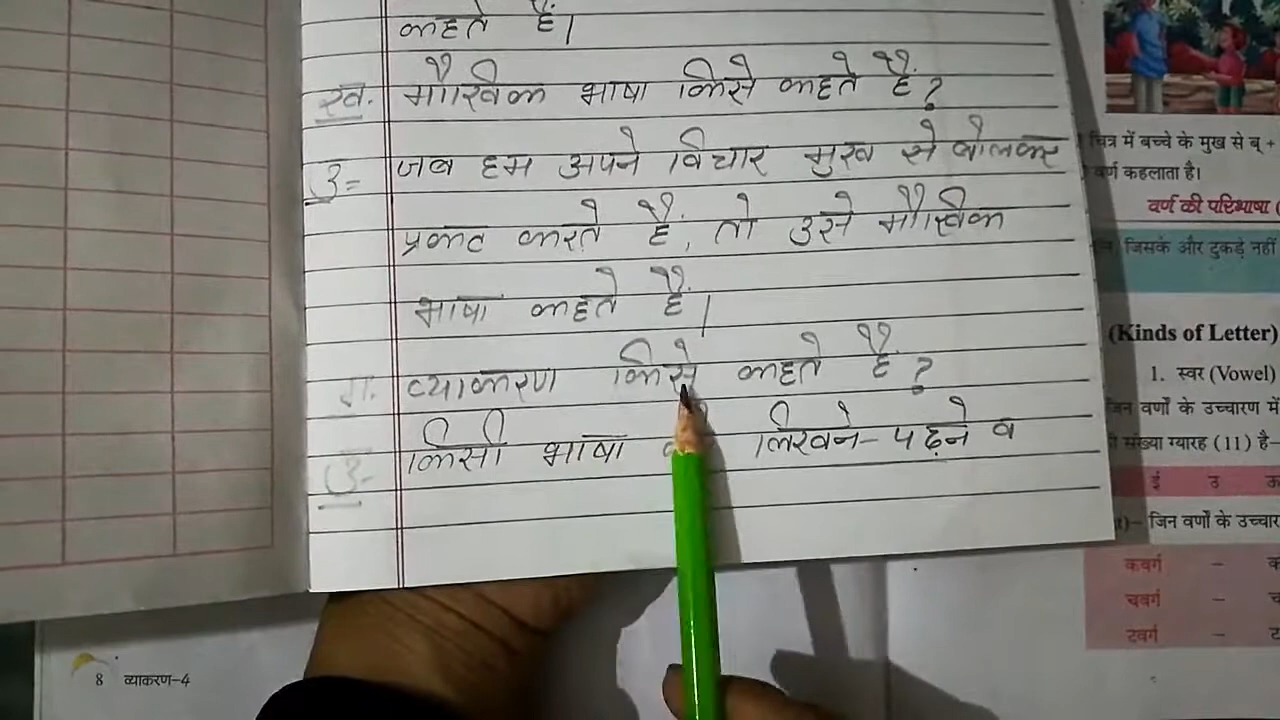 कहते हैं।
ख. मौखिक भाषा किसे कहते हैं?
उ= जब हम अपने विचार मुख से बोलकर
प्रकट करते हैं, तो उसे मौखिक
भाषा कहते हैं।
ग. व्याकरण किसे कहते हैं?
उ- किसी भाषा लिखने-पढ़ने व
8 व्याकरण-4
चित्र में बच्चे के मुख से ब् +
वर्ण कहलाता है।
वर्ण की परिभाषा (
जिसके और टुकड़े नहीं
(Kinds of Letter)
1. स्वर (Vowel)
जिन वर्णों के उच्चारण में
संख्या ग्यारह (11) है–
ई उ ऊ
)– जिन वर्णों के उच्चार
कवर्ग –
चवर्ग –
टवर्ग –